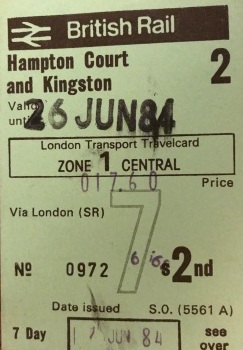 British Rail
Hampton Court 2
and Kingston
Valid
until 26 JUN 84
London Transport Travelcard
ZONE 1 CENTRAL
017.60 Price
7
Via London (SR)
№ 0972 s 2nd
Date issued S.O. (5561 A)
7 Day JUN 84 see
over